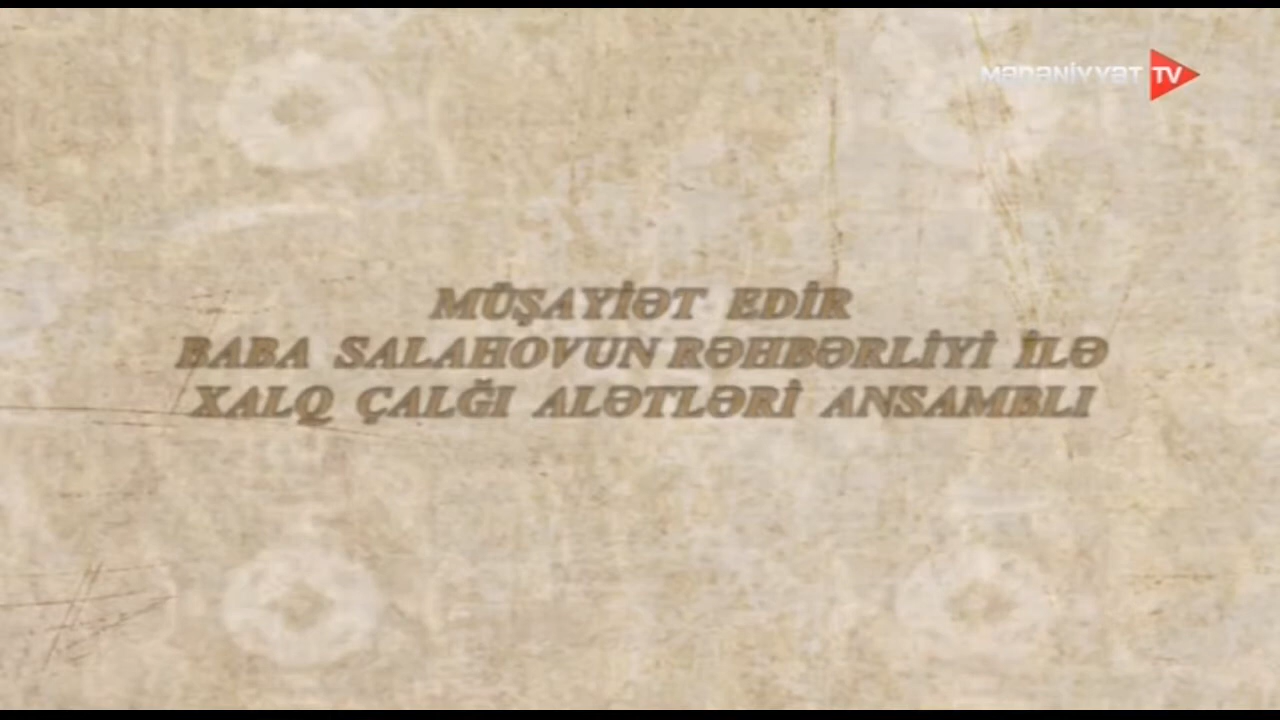 MƏDƏNİYYƏT TV
MÜŞAYİƏT EDİR
BABA SALAHOVUN RƏHBƏRLİYİ İLƏ
XALQ ÇALĞI ALƏTLƏRİ ANSAMBLI